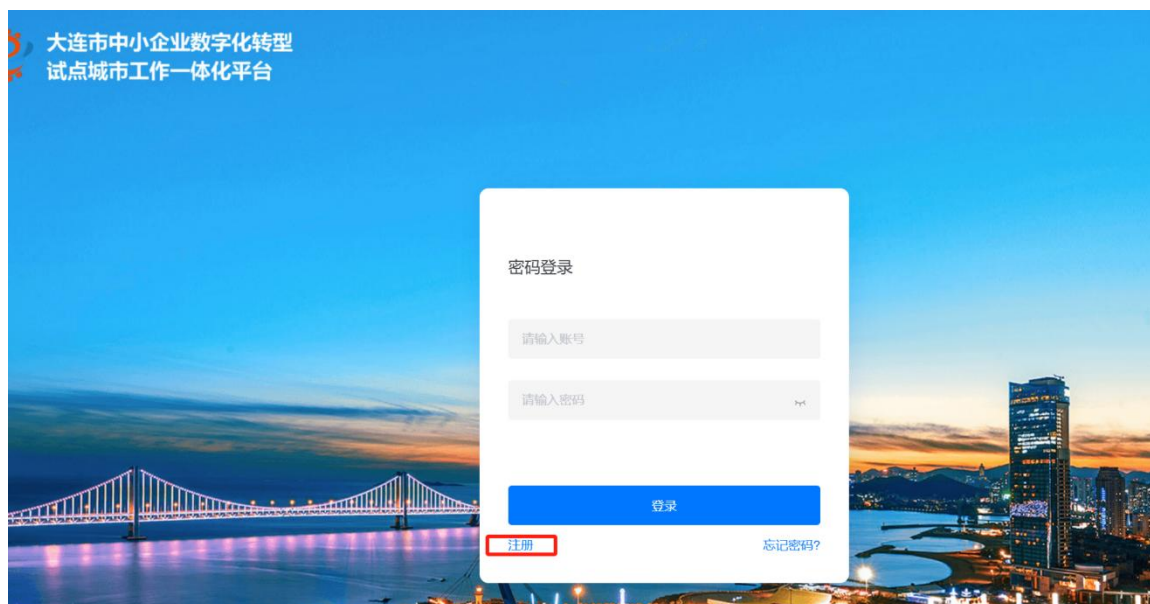 大连市中小企业数字化转型
试点城市工作一体化平台
密码登录
请输入账号
请输入密码
登录
注册
忘记密码?